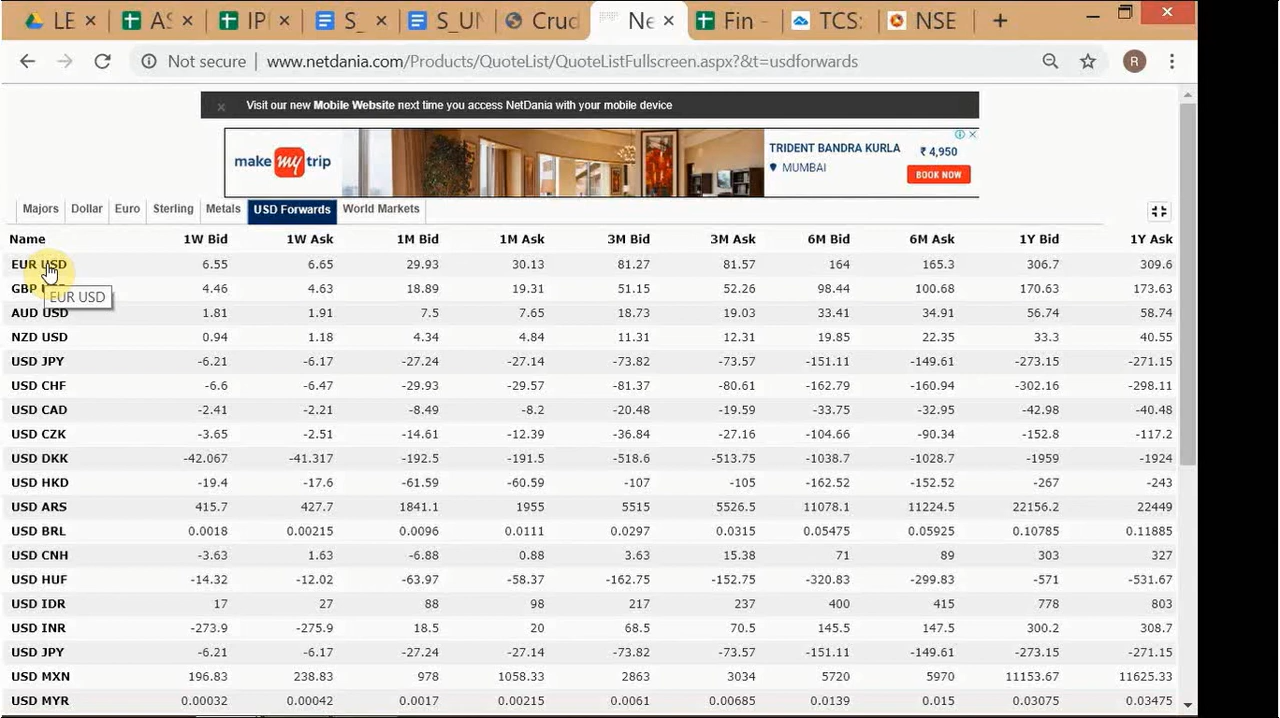 LE AS IPI S_ S_UN Crud Ne Fin - TCS: NSE
Not secure www.netdania.com/Products/QuoteList/QuoteListFullscreen.aspx?&t=usdforwards R
Visit our new Mobile Website next time you access NetDania with your mobile device
make my trip
TRIDENT BANDRA KURLA ₹ 4,950
MUMBAI BOOK NOW
Majors Dollar Euro Sterling Metals USD Forwards World Markets
Name 1W Bid 1W Ask 1M Bid 1M Ask 3M Bid 3M Ask 6M Bid 6M Ask 1Y Bid 1Y Ask
EUR USD 6.55 6.65 29.93 30.13 81.27 81.57 164 165.3 306.7 309.6
GBP 4.46 4.63 18.89 19.31 51.15 52.26 98.44 100.68 170.63 173.63
EUR USD
AUD USD 1.81 1.91 7.5 7.65 18.73 19.03 33.41 34.91 56.74 58.74
NZD USD 0.94 1.18 4.34 4.84 11.31 12.31 19.85 22.35 33.3 40.55
USD JPY -6.21 -6.17 -27.24 -27.14 -73.82 -73.57 -151.11 -149.61 -273.15 -271.15
USD CHF -6.6 -6.47 -29.93 -29.57 -81.37 -80.61 -162.79 -160.94 -302.16 -298.11
USD CAD -2.41 -2.21 -8.49 -8.2 -20.48 -19.59 -33.75 -32.95 -42.98 -40.48
USD CZK -3.65 -2.51 -14.61 -12.39 -36.84 -27.16 -104.66 -90.34 -152.8 -117.2
USD DKK -42.067 -41.317 -192.5 -191.5 -518.6 -513.75 -1038.7 -1028.7 -1959 -1924
USD HKD -19.4 -17.6 -61.59 -60.59 -107 -105 -162.52 -152.52 -267 -243
USD ARS 415.7 427.7 1841.1 1955 5515 5526.5 11078.1 11224.5 22156.2 22449
USD BRL 0.0018 0.00215 0.0096 0.0111 0.0297 0.0315 0.05475 0.05925 0.10785 0.11885
USD CNH -3.63 1.63 -6.88 0.88 3.63 15.38 71 89 303 327
USD HUF -14.32 -12.02 -63.97 -58.37 -162.75 -152.75 -320.83 -299.83 -571 -531.67
USD IDR 17 27 88 98 217 237 400 415 778 803
USD INR -273.9 -275.9 18.5 20 68.5 70.5 145.5 147.5 300.2 308.7
USD JPY -6.21 -6.17 -27.24 -27.14 -73.82 -73.57 -151.11 -149.61 -273.15 -271.15
USD MXN 196.83 238.83 978 1058.33 2863 3034 5720 5970 11153.67 11625.33
USD MYR 0.00032 0.00042 0.0017 0.00215 0.0061 0.00685 0.0139 0.015 0.03075 0.03475